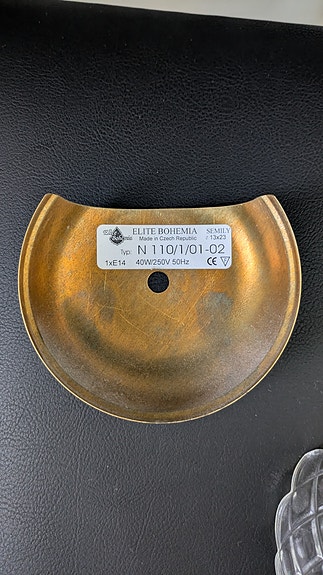 ELITE BOHEMIA SEMILY
Made in Czech Republic 13x23
Typ: N 110/1/01-02
1xE14 40W/250V 50Hz CE